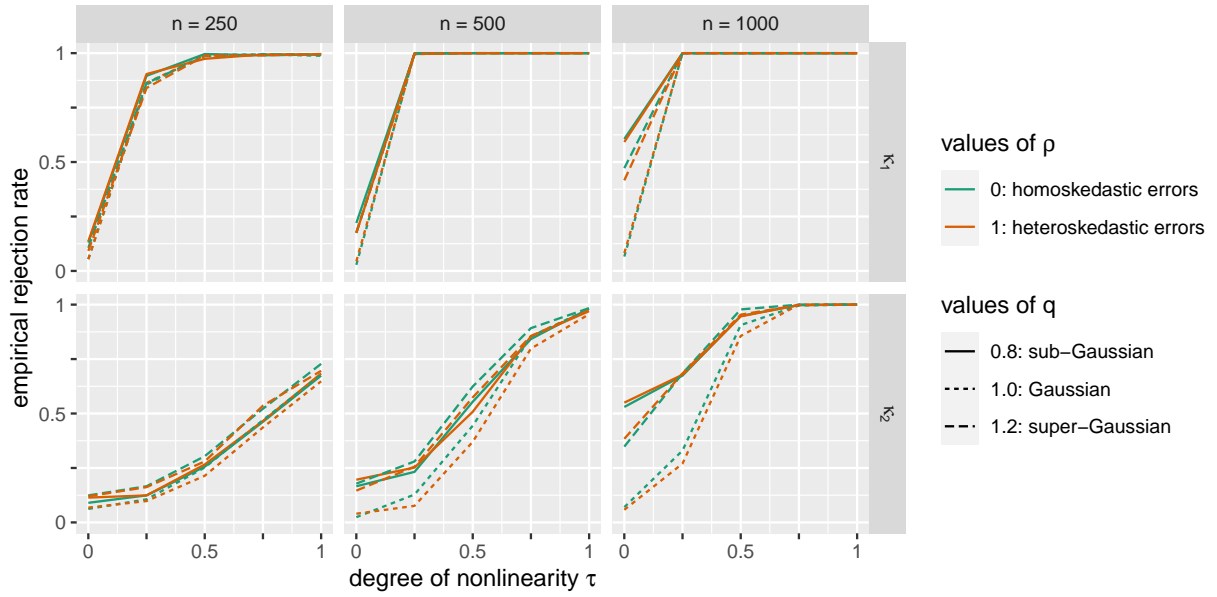 n = 250
n = 500
n = 1000
1
0.5
0
κ1
1
0.5
0
κ2
0
0.5
1
0
0.5
1
0
0.5
1
empirical rejection rate
degree of nonlinearity τ
values of ρ
0: homoskedastic errors
1: heteroskedastic errors
values of q
0.8: sub−Gaussian
1.0: Gaussian
1.2: super−Gaussian